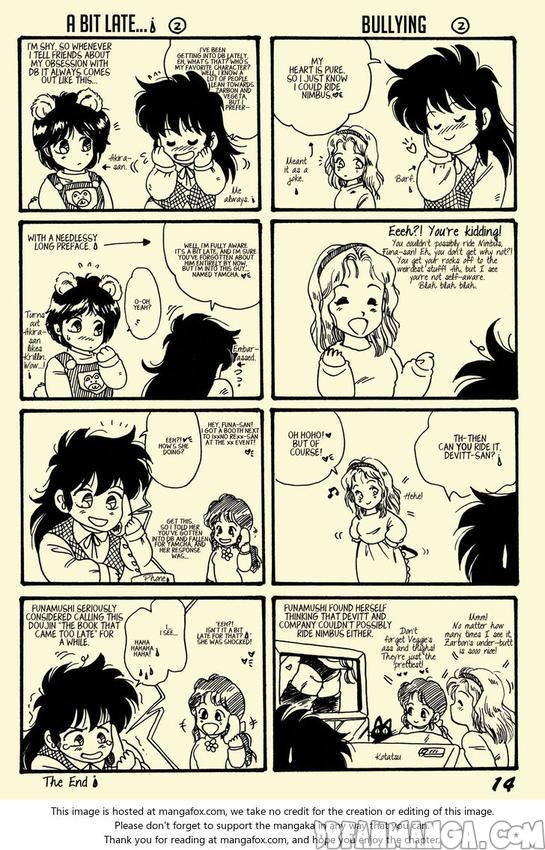 A BIT LATE... ②
I'M SHY, SO WHENEVER
I TELL FRIENDS ABOUT
MY OBSESSION WITH
DB IT ALWAYS COMES
OUT LIKE THIS...
I'VE BEEN
GETTING INTO DB LATELY.
EH, WHAT'S THAT? WHO'S
MY FAVORITE CHARACTER?
WELL, I KNOW A
LOT OF PEOPLE
LEAN TOWARDS
ZARBON AND
VEGETA,
BUT I
PREFER-
Akira-
san.
Me
always.
WITH A NEEDLESSY
LONG PREFACE.
WELL, I'M FULLY AWARE
IT'S A BIT LATE, AND I'M SURE
YOU'VE FORGOTTEN ABOUT
HIM ENTIRELY BY NOW,
BUT I'M INTO THIS GUY...
NAMED YAMCHA.
O-OH
YEAH?
Turns
out
Akira-
san
likes
Krillin.
Wow...!
Embar-
assed.
HEY, FUNA-SAN!
I GOT A BOOTH NEXT
TO IXXNO REXX-SAN
AT THE XX EVENT!
EEH?!
HOW'S SHE
DOING?
GET THIS,
SO I TOLD HER
YOU'VE GOTTEN
INTO DB AND FALLEN
FOR YAMCHA, AND
HER RESPONSE
WAS...
Phone
FUNAMUSHI SERIOUSLY
CONSIDERED CALLING THIS
DOUJIN "THE BOOK THAT
CAME TOO LATE" FOR
A WHILE.
"EEH?!
ISN'T IT A BIT
LATE FOR THAT?
SHE WAS SHOCKED!
I...
I SEE...
HAHA
HAHAHA
HAHA!
The End
BULLYING ②
MY
HEART IS PURE,
SO I JUST KNOW
I COULD RIDE
NIMBUS.
Meant
it as a
joke.
Barf.
Eeeh?! You're kidding!
You couldn't possibly ride Nimbus,
Funa-san! Eh, you don't get why not?!
You get your rocks off to the
weirdest stuff! Ah, but I see
you're not self-aware.
Blah blah blah.
TH-THEN
CAN YOU RIDE IT,
DEVITT-SAN?
OH HOHO!
BUT OF
COURSE!
Hehe!
FUNAMUSHI FOUND HERSELF
THINKING THAT DEVITT AND
COMPANY COULDN'T POSSIBLY
RIDE NIMBUS EITHER.
Don't
forget Veggie's
ass and thighs!
They're just the
prettiest!
Mmm!
No matter how
many times I see it,
Zarbon's under-butt
is sooo nice!
Kotatsu
14
This image is hosted at mangafox.com, we take no credit for the creation or editing of this image.
Please don't forget to support the mangaka in any way that you can.
Thank you for reading at mangafox.com, and hope you enjoy the chapter.